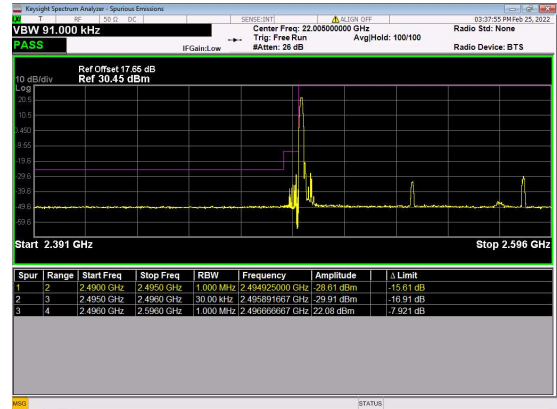 Keysight Spectrum Analyzer - Spurious Emissions
LXI T RF 50 Ω DC SENSE:INT ALIGN OFF 03:37:55 PM Feb 25, 2022
VBW 91.000 kHz Center Freq: 22.005000000 GHz Radio Std: None
Trig: Free Run Avg|Hold: 100/100
PASS IFGain:Low #Atten: 26 dB Radio Device: BTS
Ref Offset 17.65 dB
10 dB/div Ref 30.45 dBm
Log
20.5
10.5
0.450
-9.55
-19.6
-29.6
-39.6
-49.6
-59.6
Start 2.391 GHz Stop 2.596 GHz
Spur Range Start Freq Stop Freq RBW Frequency Amplitude Δ Limit
1 2 2.4900 GHz 2.4950 GHz 1.000 MHz 2.494925000 GHz -28.61 dBm -15.61 dB
2 3 2.4950 GHz 2.4960 GHz 30.00 kHz 2.495891667 GHz -29.91 dBm -16.91 dB
3 4 2.4960 GHz 2.5960 GHz 1.000 MHz 2.496666667 GHz 22.08 dBm -7.921 dB
MSG STATUS